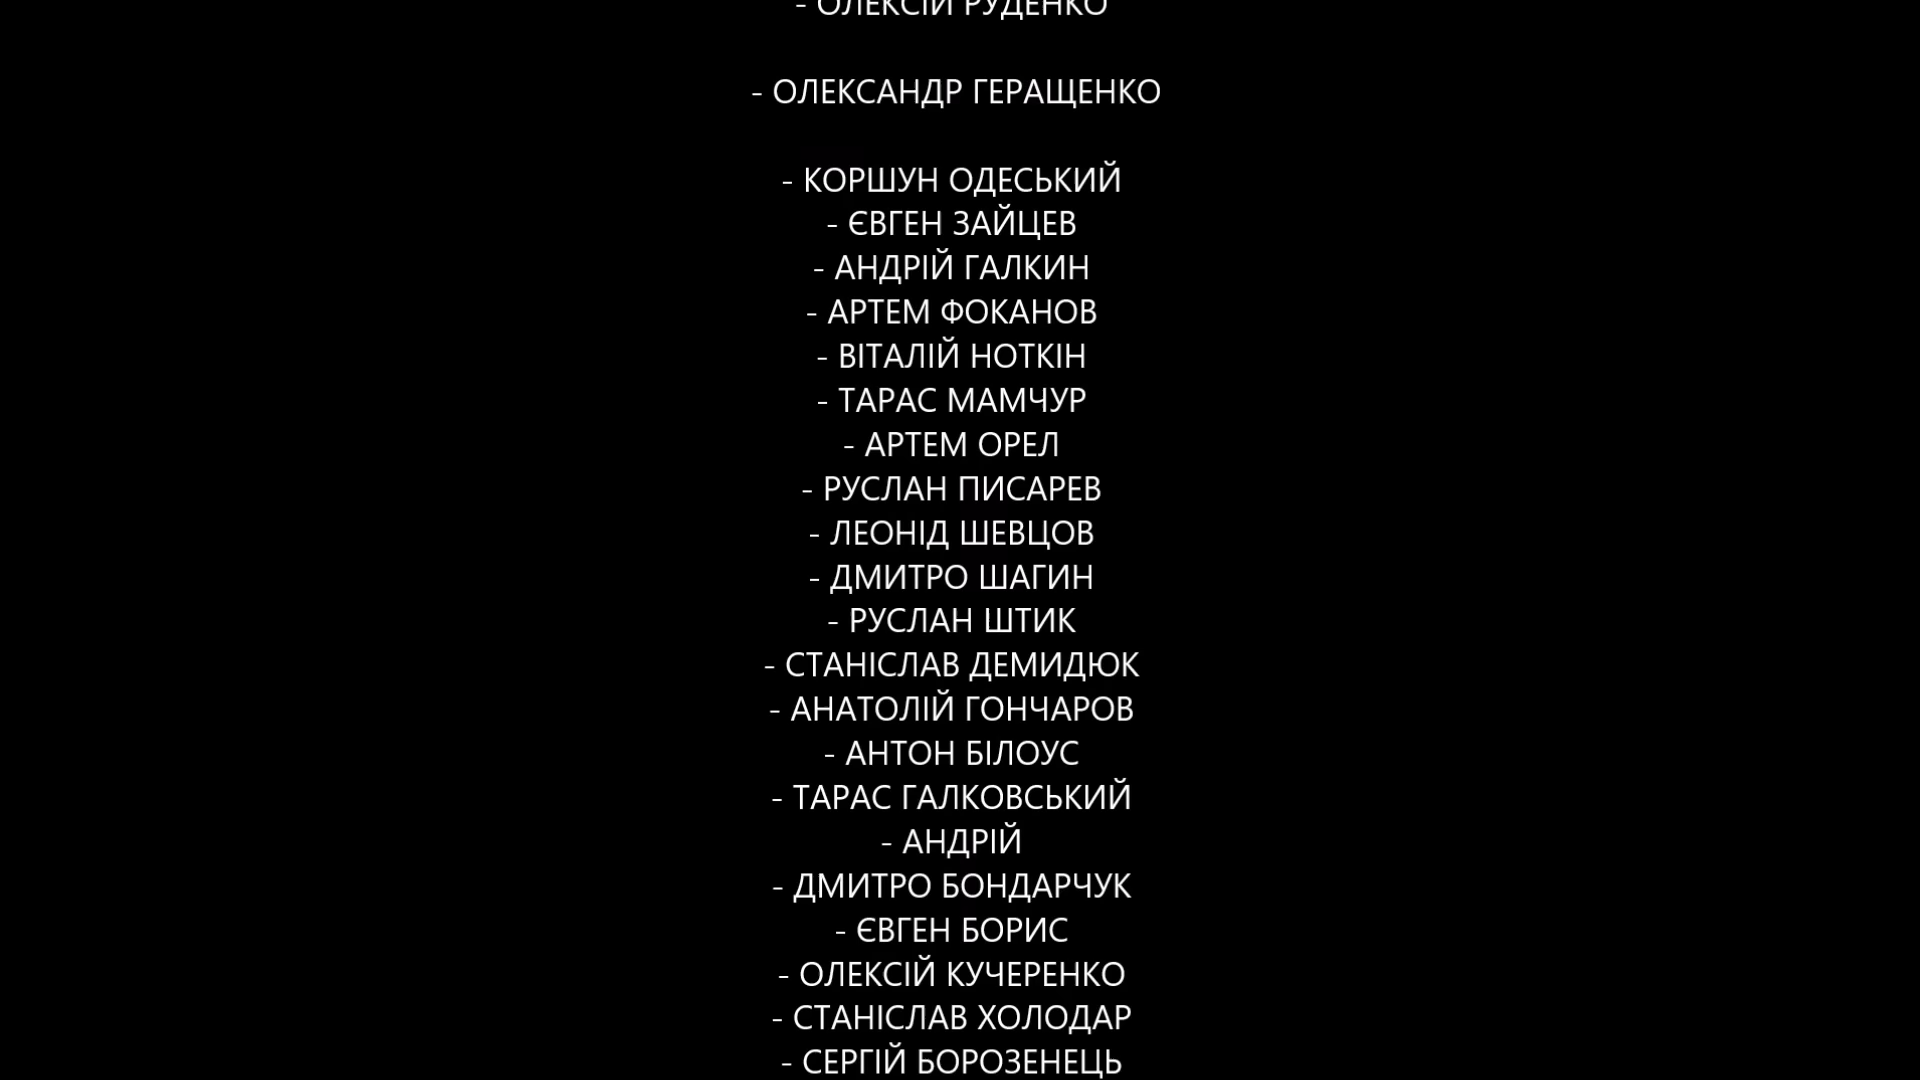 - ОЛЕКСІЙ РУДЕНКО
- ОЛЕКСАНДР ГЕРАЩЕНКО
- КОРШУН ОДЕСЬКИЙ
- ЄВГЕН ЗАЙЦЕВ
- АНДРІЙ ГАЛКИН
- АРТЕМ ФОКАНОВ
- ВІТАЛІЙ НОТКІН
- ТАРАС МАМЧУР
- АРТЕМ ОРЕЛ
- РУСЛАН ПИСАРЕВ
- ЛЕОНІД ШЕВЦОВ
- ДМИТРО ШАГИН
- РУСЛАН ШТИК
- СТАНІСЛАВ ДЕМИДЮК
- АНАТОЛІЙ ГОНЧАРОВ
- АНТОН БІЛОУС
- ТАРАС ГАЛКОВСЬКИЙ
- АНДРІЙ
- ДМИТРО БОНДАРЧУК
- ЄВГЕН БОРИС
- ОЛЕКСІЙ КУЧЕРЕНКО
- СТАНІСЛАВ ХОЛОДАР
- СЕРГІЙ БОРОЗЕНЕЦЬ